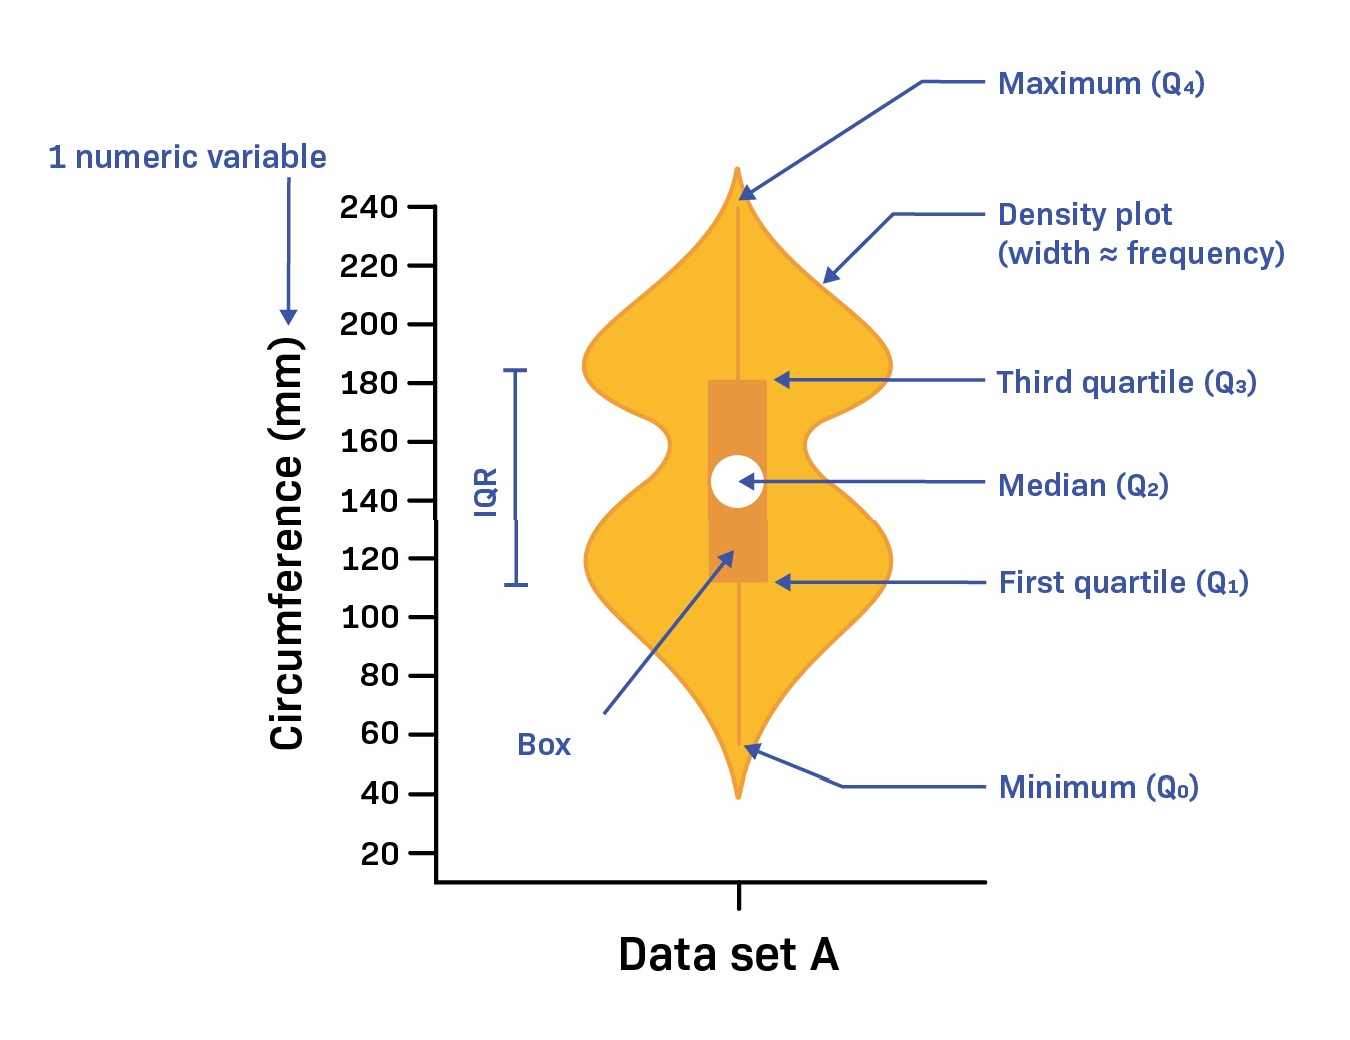 Maximum (Q₄)
1 numeric variable
Density plot
(width ≈ frequency)
240
220
200
180
160
140
120
100
80
60
40
20
Circumference (mm)
IQR
Third quartile (Q₃)
Median (Q₂)
First quartile (Q₁)
Box
Minimum (Q₀)
Data set A